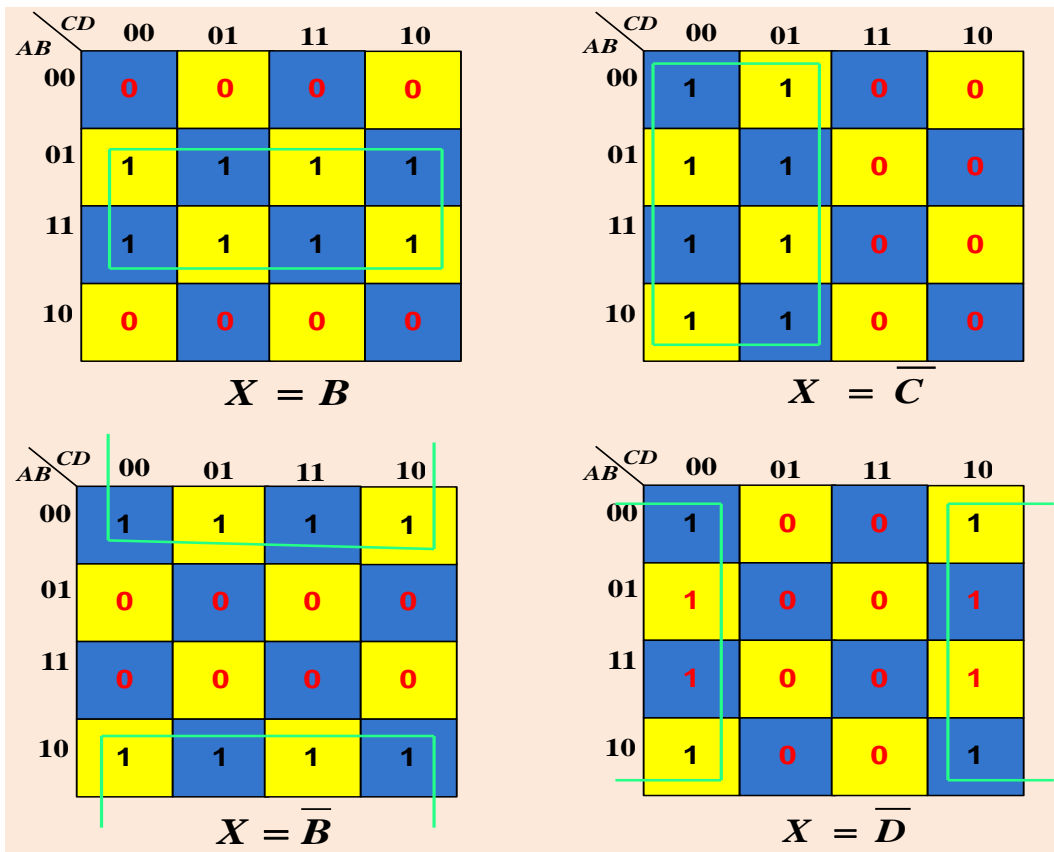 CD
AB 00 01 11 10
00 0 0 0 0
01 1 1 1 1
11 1 1 1 1
10 0 0 0 0
X = B
CD
AB 00 01 11 10
00 1 1 0 0
01 1 1 0 0
11 1 1 0 0
10 1 1 0 0
X = C̅
CD
AB 00 01 11 10
00 1 1 1 1
01 0 0 0 0
11 0 0 0 0
10 1 1 1 1
X = B̅
CD
AB 00 01 11 10
00 1 0 0 1
01 1 0 0 1
11 1 0 0 1
10 1 0 0 1
X = D̅